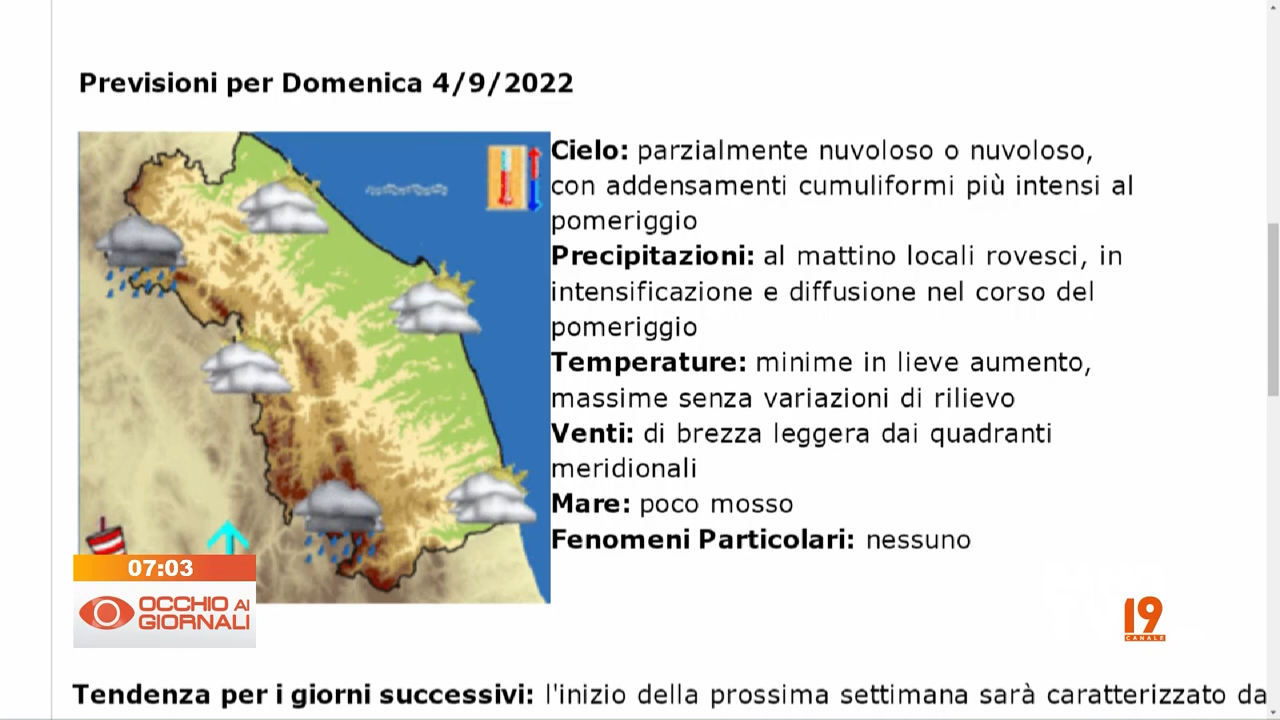 Previsioni per Domenica 4/9/2022
Cielo: parzialmente nuvoloso o nuvoloso,
con addensamenti cumuliformi più intensi al
pomeriggio
Precipitazioni: al mattino locali rovesci, in
intensificazione e diffusione nel corso del
pomeriggio
Temperature: minime in lieve aumento,
massime senza variazioni di rilievo
Venti: di brezza leggera dai quadranti
meridionali
Mare: poco mosso
Fenomeni Particolari: nessuno
07:03
OCCHIO AI
GIORNALI
19
CANALE
Tendenza per i giorni successivi: l'inizio della prossima settimana sarà caratterizzato da